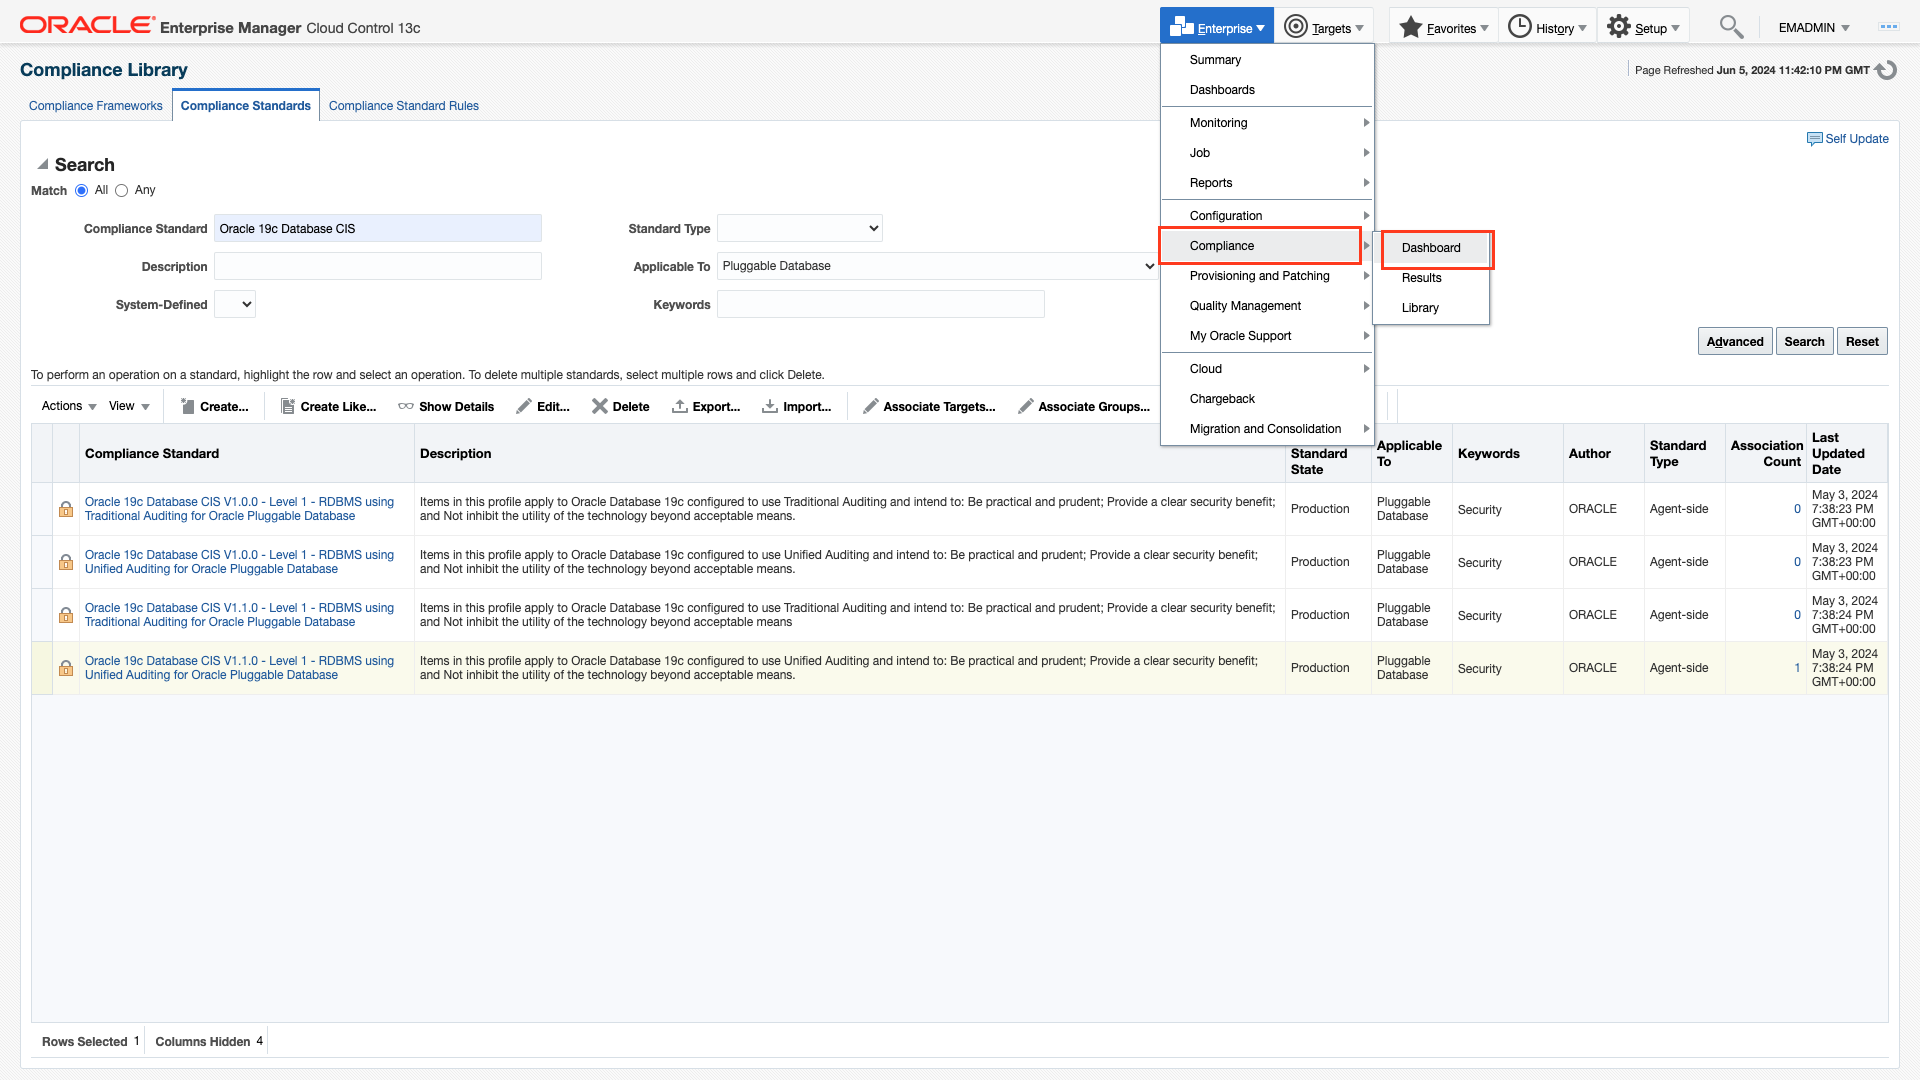 ORACLE Enterprise Manager Cloud Control 13c
Enterprise
Targets
Favorites
History
Setup
EMADMIN
Compliance Library
Page Refreshed Jun 5, 2024 11:42:10 PM GMT
Compliance Frameworks
Compliance Standards
Compliance Standard Rules
Self Update
Summary
Dashboards
Monitoring
Job
Reports
Configuration
Compliance
Provisioning and Patching
Quality Management
My Oracle Support
Cloud
Chargeback
Migration and Consolidation
Dashboard
Results
Library
Search
Match All Any
Compliance Standard Oracle 19c Database CIS
Standard Type
Description
Applicable To Pluggable Database
System-Defined
Keywords
Advanced Search Reset
To perform an operation on a standard, highlight the row and select an operation. To delete multiple standards, select multiple rows and click Delete.
Actions View Create... Create Like... Show Details Edit... Delete Export... Import... Associate Targets... Associate Groups...
Compliance Standard
Description
Standard
State
Applicable
To
Keywords
Author
Standard
Type
Association
Count
Last
Updated
Date
Oracle 19c Database CIS V1.0.0 - Level 1 - RDBMS using
Traditional Auditing for Oracle Pluggable Database
Items in this profile apply to Oracle Database 19c configured to use Traditional Auditing and intend to: Be practical and prudent; Provide a clear security benefit;
and Not inhibit the utility of the technology beyond acceptable means.
Production
Pluggable
Database
Security
ORACLE
Agent-side
0
May 3, 2024
7:38:23 PM
GMT+00:00
Oracle 19c Database CIS V1.0.0 - Level 1 - RDBMS using
Unified Auditing for Oracle Pluggable Database
Items in this profile apply to Oracle Database 19c configured to use Unified Auditing and intend to: Be practical and prudent; Provide a clear security benefit;
and Not inhibit the utility of the technology beyond acceptable means.
Production
Pluggable
Database
Security
ORACLE
Agent-side
0
May 3, 2024
7:38:23 PM
GMT+00:00
Oracle 19c Database CIS V1.1.0 - Level 1 - RDBMS using
Traditional Auditing for Oracle Pluggable Database
Items in this profile apply to Oracle Database 19c configured to use Traditional Auditing and intend to: Be practical and prudent; Provide a clear security benefit;
and Not inhibit the utility of the technology beyond acceptable means
Production
Pluggable
Database
Security
ORACLE
Agent-side
0
May 3, 2024
7:38:24 PM
GMT+00:00
Oracle 19c Database CIS V1.1.0 - Level 1 - RDBMS using
Unified Auditing for Oracle Pluggable Database
Items in this profile apply to Oracle Database 19c configured to use Unified Auditing and intend to: Be practical and prudent; Provide a clear security benefit;
and Not inhibit the utility of the technology beyond acceptable means.
Production
Pluggable
Database
Security
ORACLE
Agent-side
1
May 3, 2024
7:38:24 PM
GMT+00:00
Rows Selected 1 Columns Hidden 4